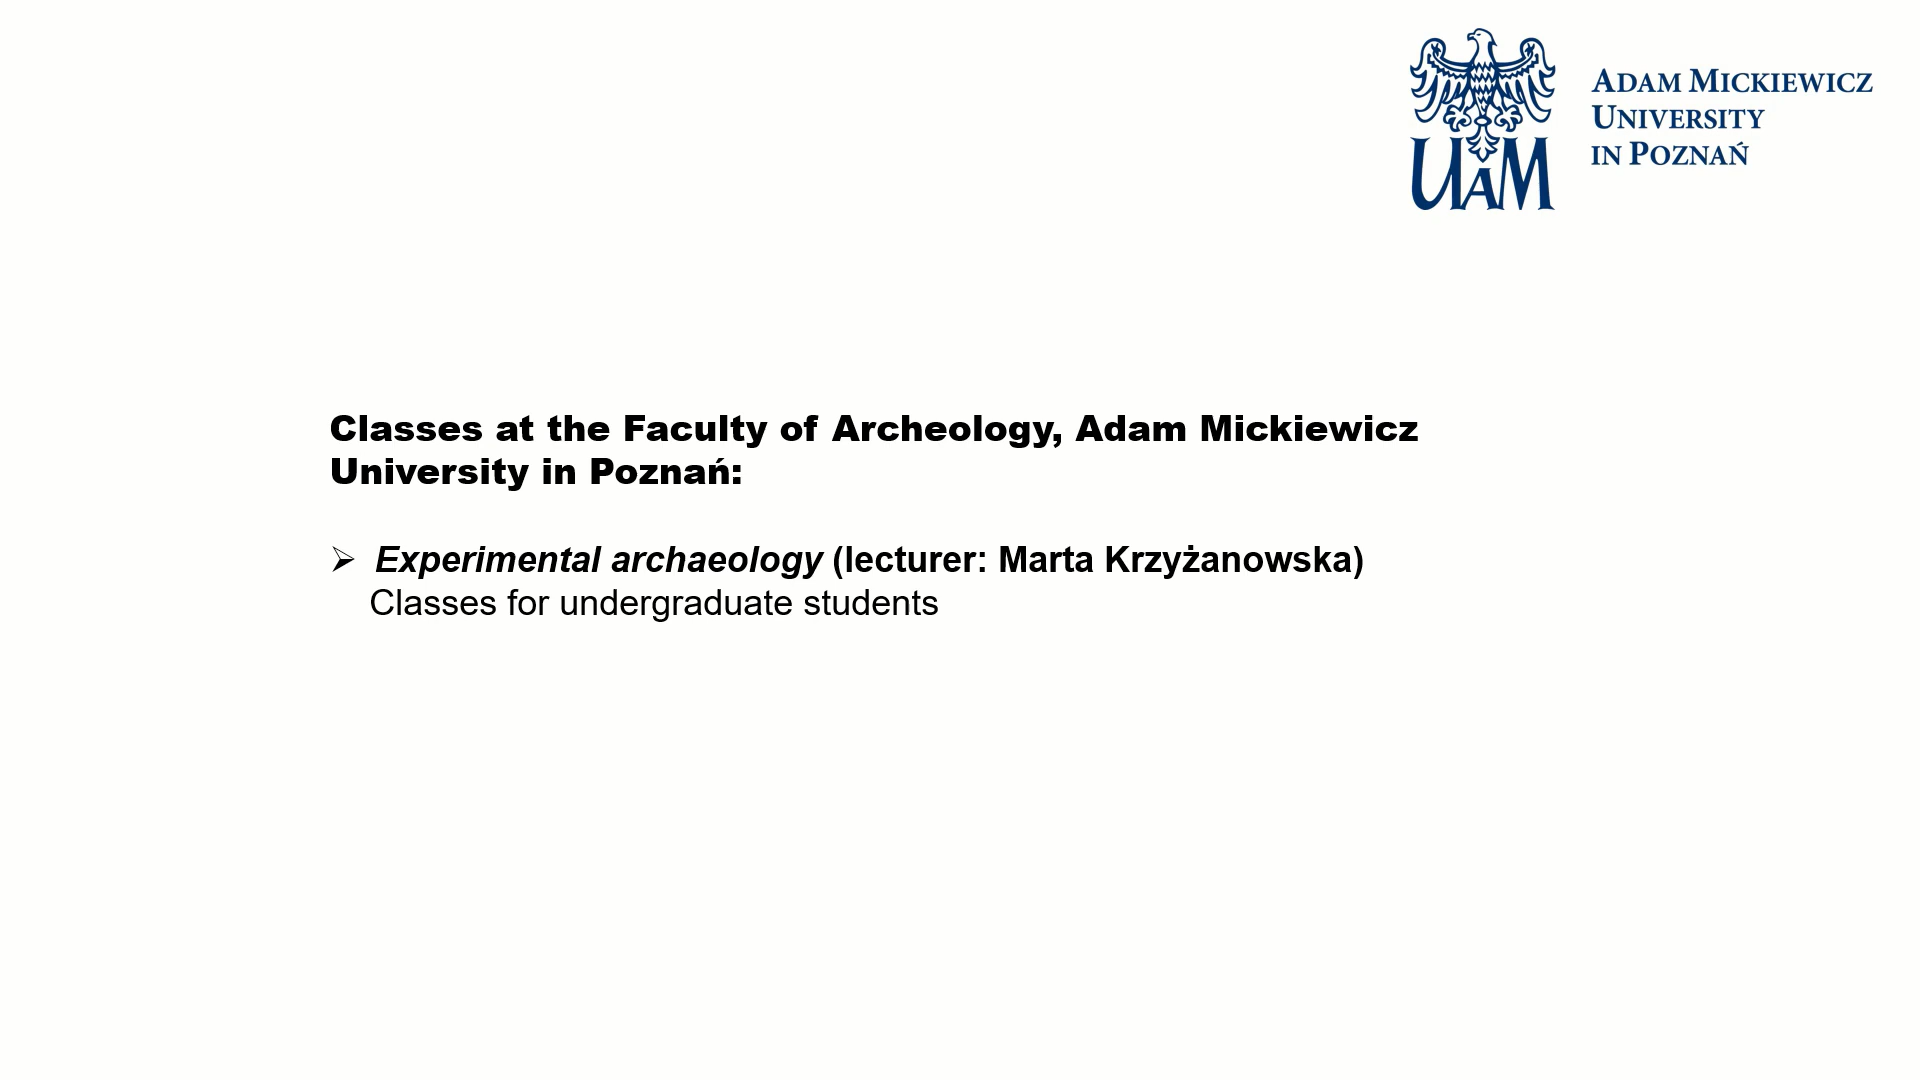 UAM
ADAM MICKIEWICZ
UNIVERSITY
IN POZNAŃ
Classes at the Faculty of Archeology, Adam Mickiewicz
University in Poznań:
➢ Experimental archaeology (lecturer: Marta Krzyżanowska)
Classes for undergraduate students